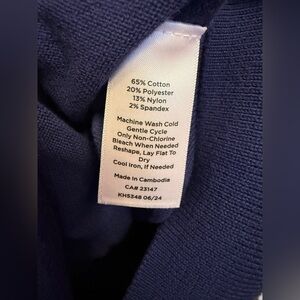 65% Cotton
20% Polyester
13% Nylon
2% Spandex
Machine Wash Cold
Gentle Cycle
Only Non-Chlorine
Bleach When Needed
Reshape, Lay Flat To
Dry
Cool Iron, If Needed
Made in Cambodia
CA# 23147
KH5348 06/24